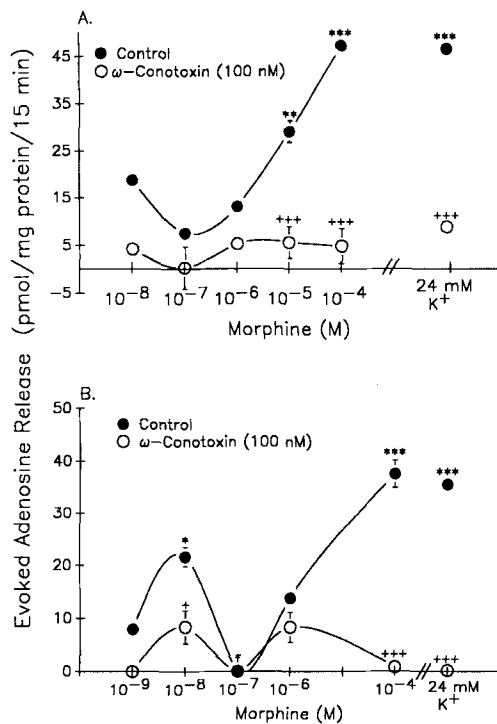 A.
● Control
○ ω-Conotoxin (100 nM)
45
35
25
15
5
-5
***
**
***
+++
+++
+++
10-8
10-7
10-6
10-5
10-4
24 mM
K+
Morphine (M)
Evoked Adenosine Release (pmol/mg protein/15 min)
B.
● Control
○ ω-Conotoxin (100 nM)
50
40
30
20
10
0
*
***
***
+
+++
+++
10-9
10-8
10-7
10-6
10-4
24 mM
K+
Morphine (M)